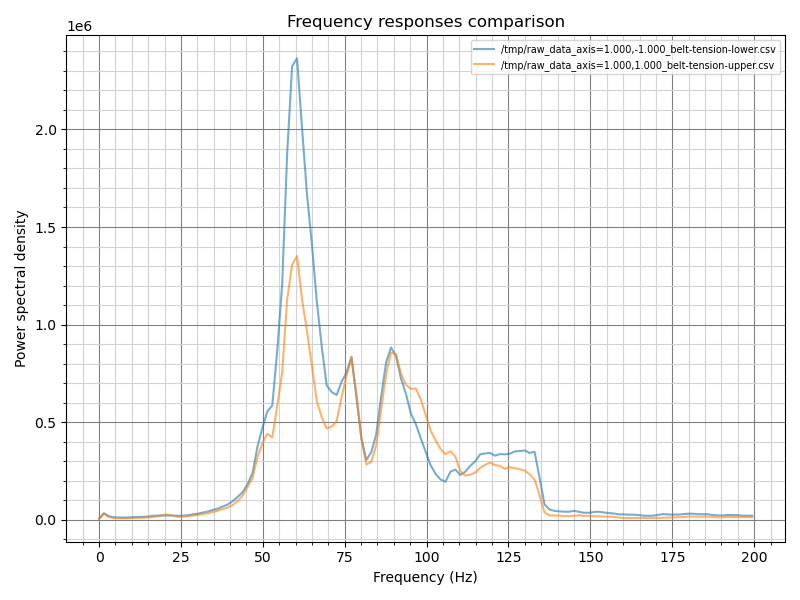 Frequency responses comparison
1e6
/tmp/raw_data_axis=1.000,-1.000_belt-tension-lower.csv
/tmp/raw_data_axis=1.000,1.000_belt-tension-upper.csv
Power spectral density
2.0
1.5
1.0
0.5
0.0
0 25 50 75 100 125 150 175 200
Frequency (Hz)